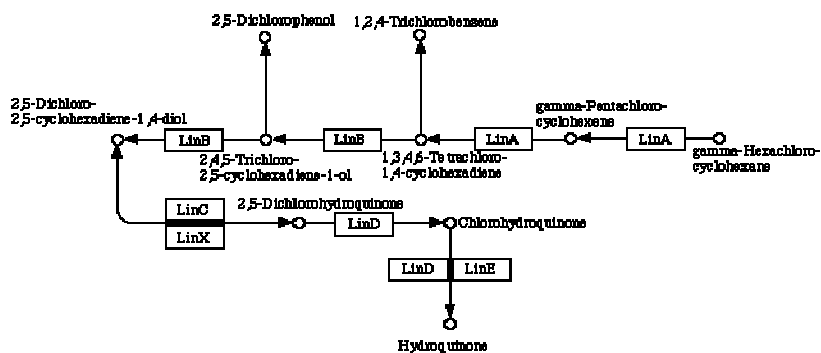 2,5-Dichlorophenol
1,2,4-Trichlorobensene
2,5-Dichloro-
2,5-cyclohexadiene-1,4-diol
gamma-Pentachloro-
cyclohexene
LinB
LinB
LinA
LinA
2,4,5-Trichloro-
2,5-cyclohexadiene-1-ol
1,3,4,6-Tetrachloro-
1,4-cyclohexadiene
gamma-Hexachloro-
cyclohexane
LinC
LinX
2,5-Dichlorohydroquinone
LinD
Chlorohydroquinone
LinD
LinE
Hydroquinone